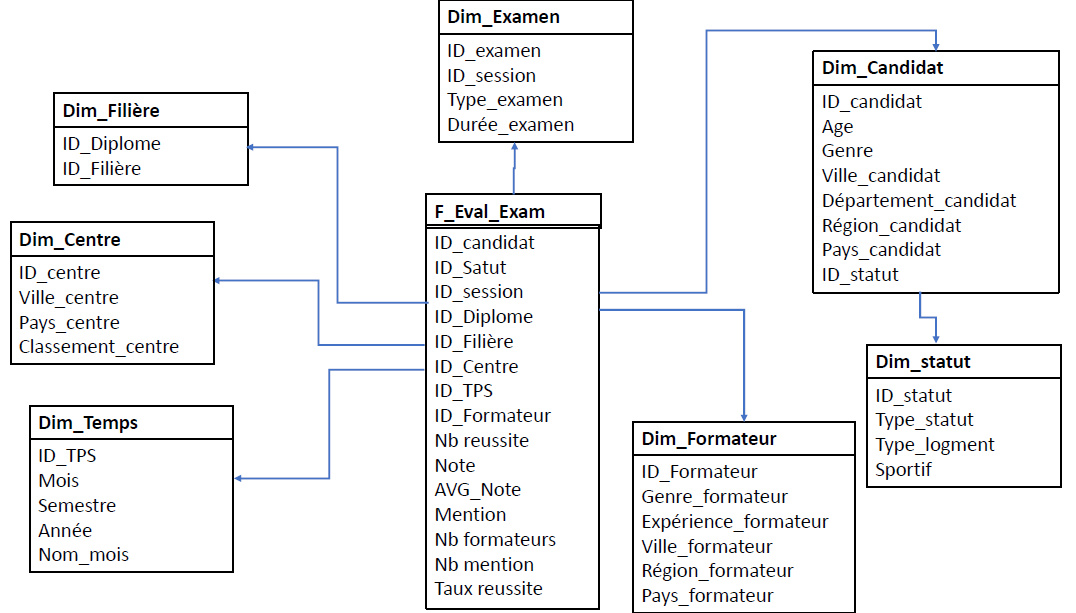 Dim_Examen
ID_examen
ID_session
Type_examen
Durée_examen
Dim_Candidat
ID_candidat
Age
Genre
Ville_candidat
Département_candidat
Région_candidat
Pays_candidat
ID_statut
Dim_Filière
ID_Diplome
ID_Filière
F_Eval_Exam
ID_candidat
ID_Satut
ID_session
ID_Diplome
ID_Filière
ID_Centre
ID_TPS
ID_Formateur
Nb reussite
Note
AVG_Note
Mention
Nb formateurs
Nb mention
Taux reussite
Dim_Centre
ID_centre
Ville_centre
Pays_centre
Classement_centre
Dim_statut
ID_statut
Type_statut
Type_logment
Sportif
Dim_Temps
ID_TPS
Mois
Semestre
Année
Nom_mois
Dim_Formateur
ID_Formateur
Genre_formateur
Expérience_formateur
Ville_formateur
Région_formateur
Pays_formateur